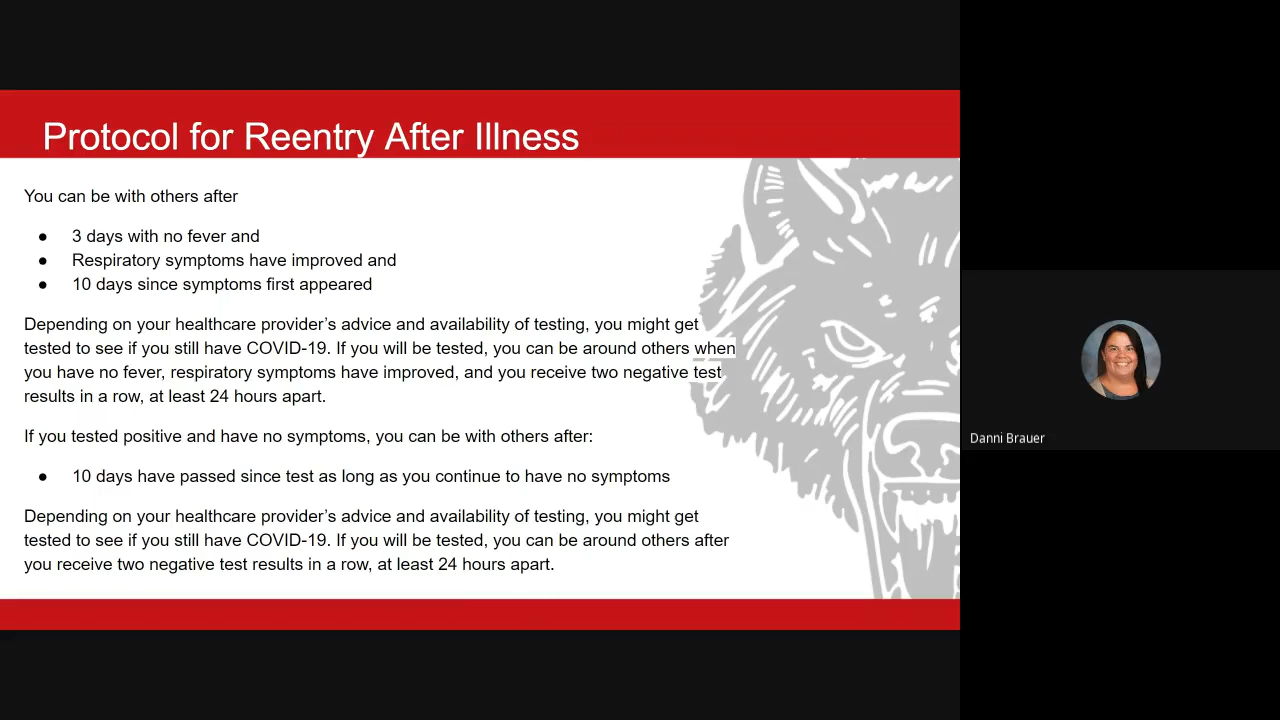 Protocol for Reentry After Illness
You can be with others after
● 3 days with no fever and
● Respiratory symptoms have improved and
● 10 days since symptoms first appeared
Depending on your healthcare provider’s advice and availability of testing, you might get
tested to see if you still have COVID-19. If you will be tested, you can be around others when
you have no fever, respiratory symptoms have improved, and you receive two negative test
results in a row, at least 24 hours apart.
If you tested positive and have no symptoms, you can be with others after:
● 10 days have passed since test as long as you continue to have no symptoms
Depending on your healthcare provider’s advice and availability of testing, you might get
tested to see if you still have COVID-19. If you will be tested, you can be around others after
you receive two negative test results in a row, at least 24 hours apart.
Danni Brauer